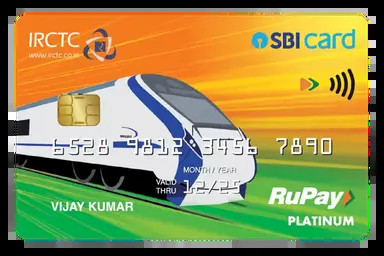 IRCTC
www.irctc.co.in
SBI card
6528 9812 3456 7890
MONTH / YEAR
VALID THRU 12/25
VIJAY KUMAR
RuPay
PLATINUM